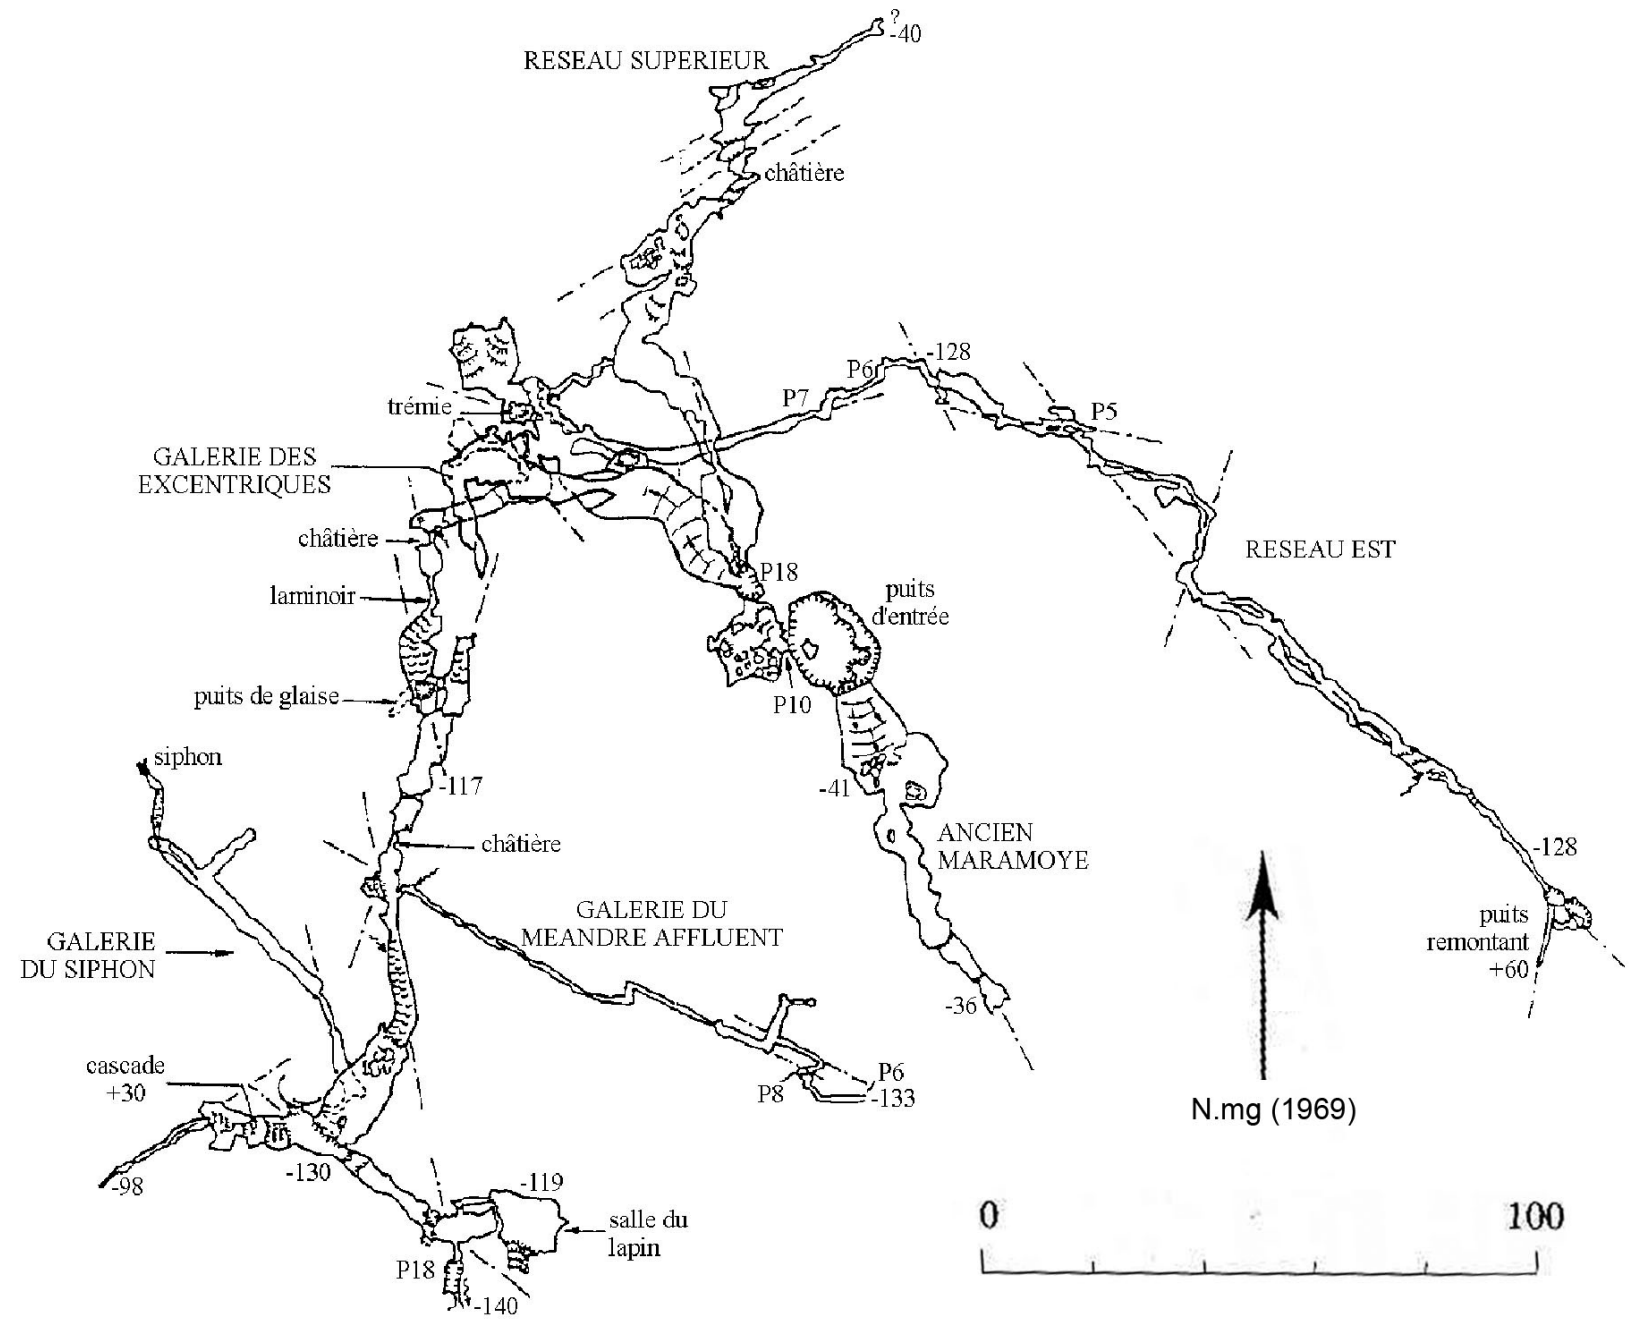 ?
-40
RESEAU SUPERIEUR
châtière
-128
P6
P7
P5
trémie
GALERIE DES
EXCENTRIQUES
châtière
RESEAU EST
P18
puits
d'entrée
laminoir
puits de glaise
P10
siphon
-117
-41
ANCIEN
MARAMOYE
châtière
-128
GALERIE DU
MEANDRE AFFLUENT
puits
remontant
+60
GALERIE
DU SIPHON
-36
cascade
+30
P6
P8
-133
N.mg (1969)
-130
-98
-119
salle du
lapin
0
100
P18
-140